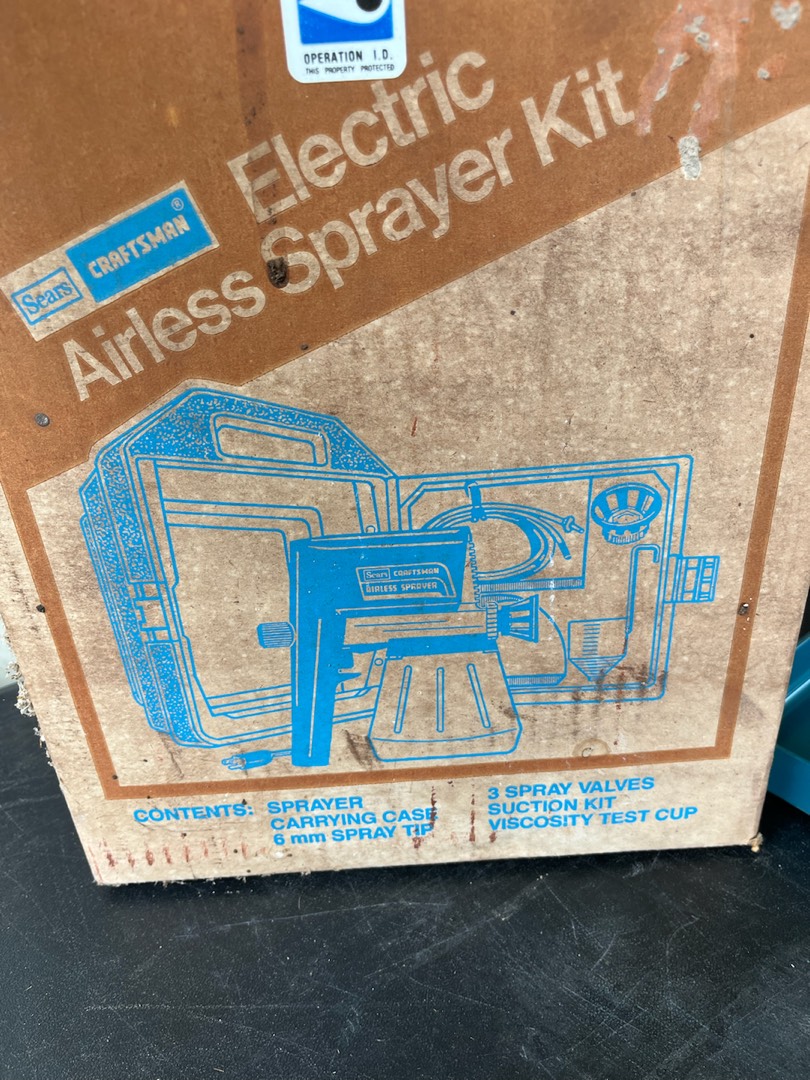 OPERATION I.D.
THIS PROPERTY PROTECTED
Electric
Sears CRAFTSMAN®
Airless Sprayer Kit
Sears CRAFTSMAN
AIRLESS SPRAYER
CONTENTS: SPRAYER
CARRYING CASE
6 mm SPRAY TIP
3 SPRAY VALVES
SUCTION KIT
VISCOSITY TEST CUP